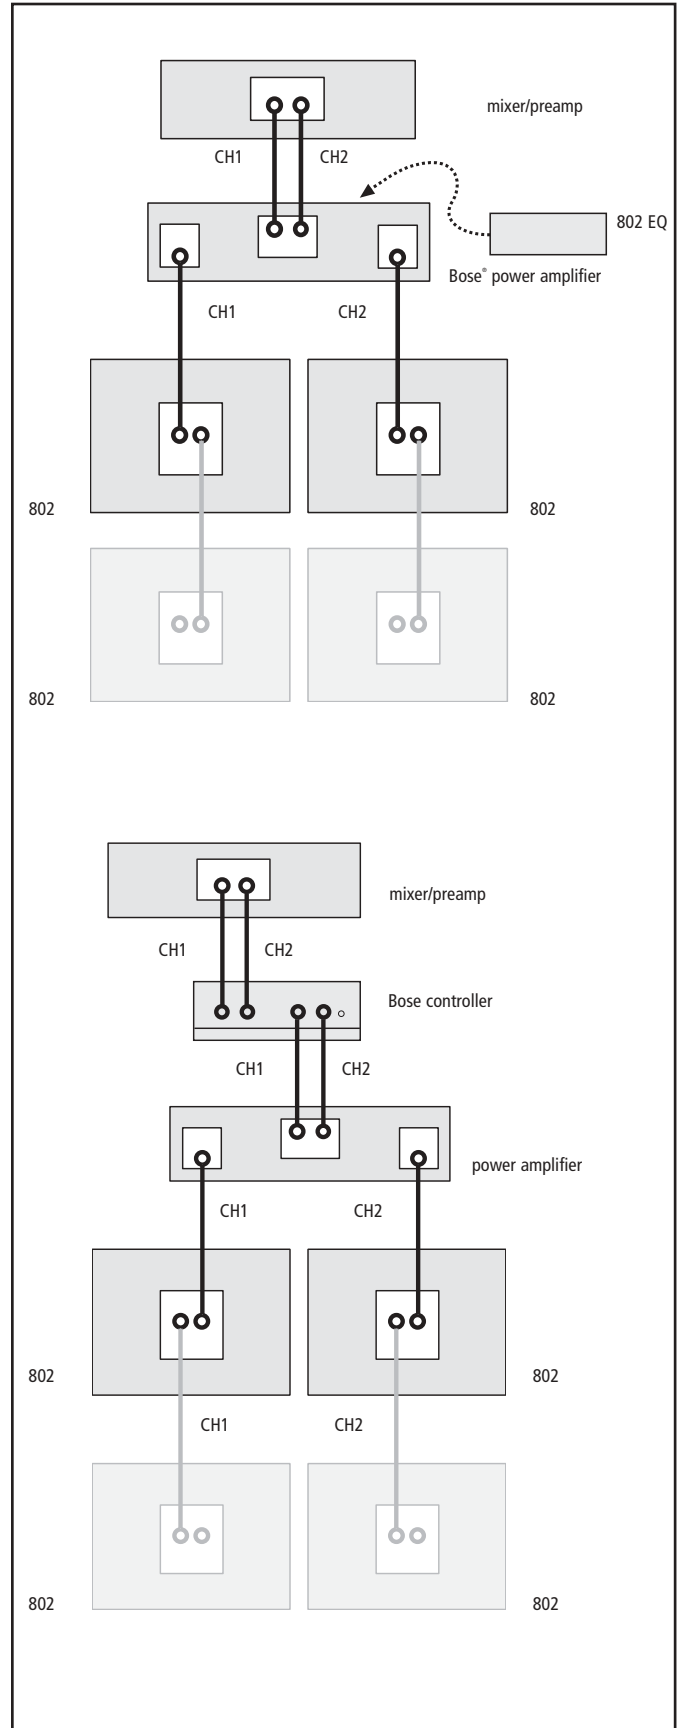 mixer/preamp
CH1
CH2
802 EQ
Bose® power amplifier
CH1
CH2
802
802
802
802
mixer/preamp
CH1
CH2
Bose controller
CH1
CH2
power amplifier
CH1
CH2
802
802
CH1
CH2
802
802